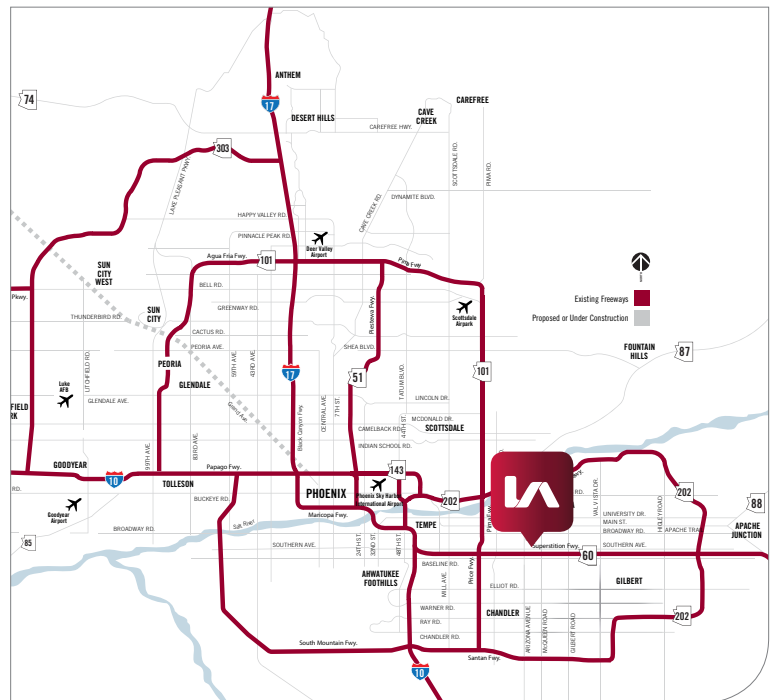 ANTHEM
17
74
CAREFREE
CAVE
CREEK
DESERT HILLS
CAREFREE HWY.
303
LAKE PLEASANT PKWY.
SCOTTSDALE RD.
PIMA RD.
DYNAMITE BLVD.
CAVE CREEK RD.
HAPPY VALLEY RD.
PINNACLE PEAK RD.
Deer Valley
Airport
Agua Fria Fwy.
101
Pima Fwy.
SUN
CITY
WEST
BELL RD.
Pkwy.
Existing Freeways
Proposed or Under Construction
THUNDERBIRD RD.
SUN
CITY
GREENWAY RD.
Piestewa Fwy.
Scottsdale
Airpark
CACTUS RD.
PEORIA AVE.
SHEA BLVD.
FOUNTAIN
HILLS
87
PEORIA
59TH AVE.
43RD AVE.
17
51
101
LITCHFIELD RD.
Luke
AFB
GLENDALE
GLENDALE AVE.
TATUM BLVD.
LINCOLN DR.
Grand Ave.
Black Canyon Fwy.
CENTRAL AVE.
7TH ST.
44TH ST.
MCDONALD DR.
FIELD
RK
CAMELBACK RD.
SCOTTSDALE
INDIAN SCHOOL RD.
99TH AVE.
83RD AVE.
GOODYEAR
Papago Fwy.
143
10
TOLLESON
RD.
PHOENIX
Phoenix Sky Harbor
International Airport
202
VAL VISTA DR.
RD.
202
88
BUCKEYE RD.
Goodyear
Airport
Maricopa Fwy.
UNIVERSITY DR.
MAIN ST.
BROADWAY RD.
APACHE TRAIL
APACHE
JUNCTION
BROADWAY RD.
Salt River
TEMPE
85
SOUTHERN AVE.
24TH ST.
32ND ST.
48TH ST.
Superstition Fwy.
SOUTHERN AVE.
60
BASELINE RD.
AHWATUKEE
FOOTHILLS
MILL AVE.
Price Fwy.
ELLIOT RD.
GILBERT
WARNER RD.
CHANDLER
RAY RD.
ARIZONA AVENUE
McQUEEN ROAD
GILBERT ROAD
202
CHANDLER RD.
South Mountain Fwy.
Santan Fwy.
10